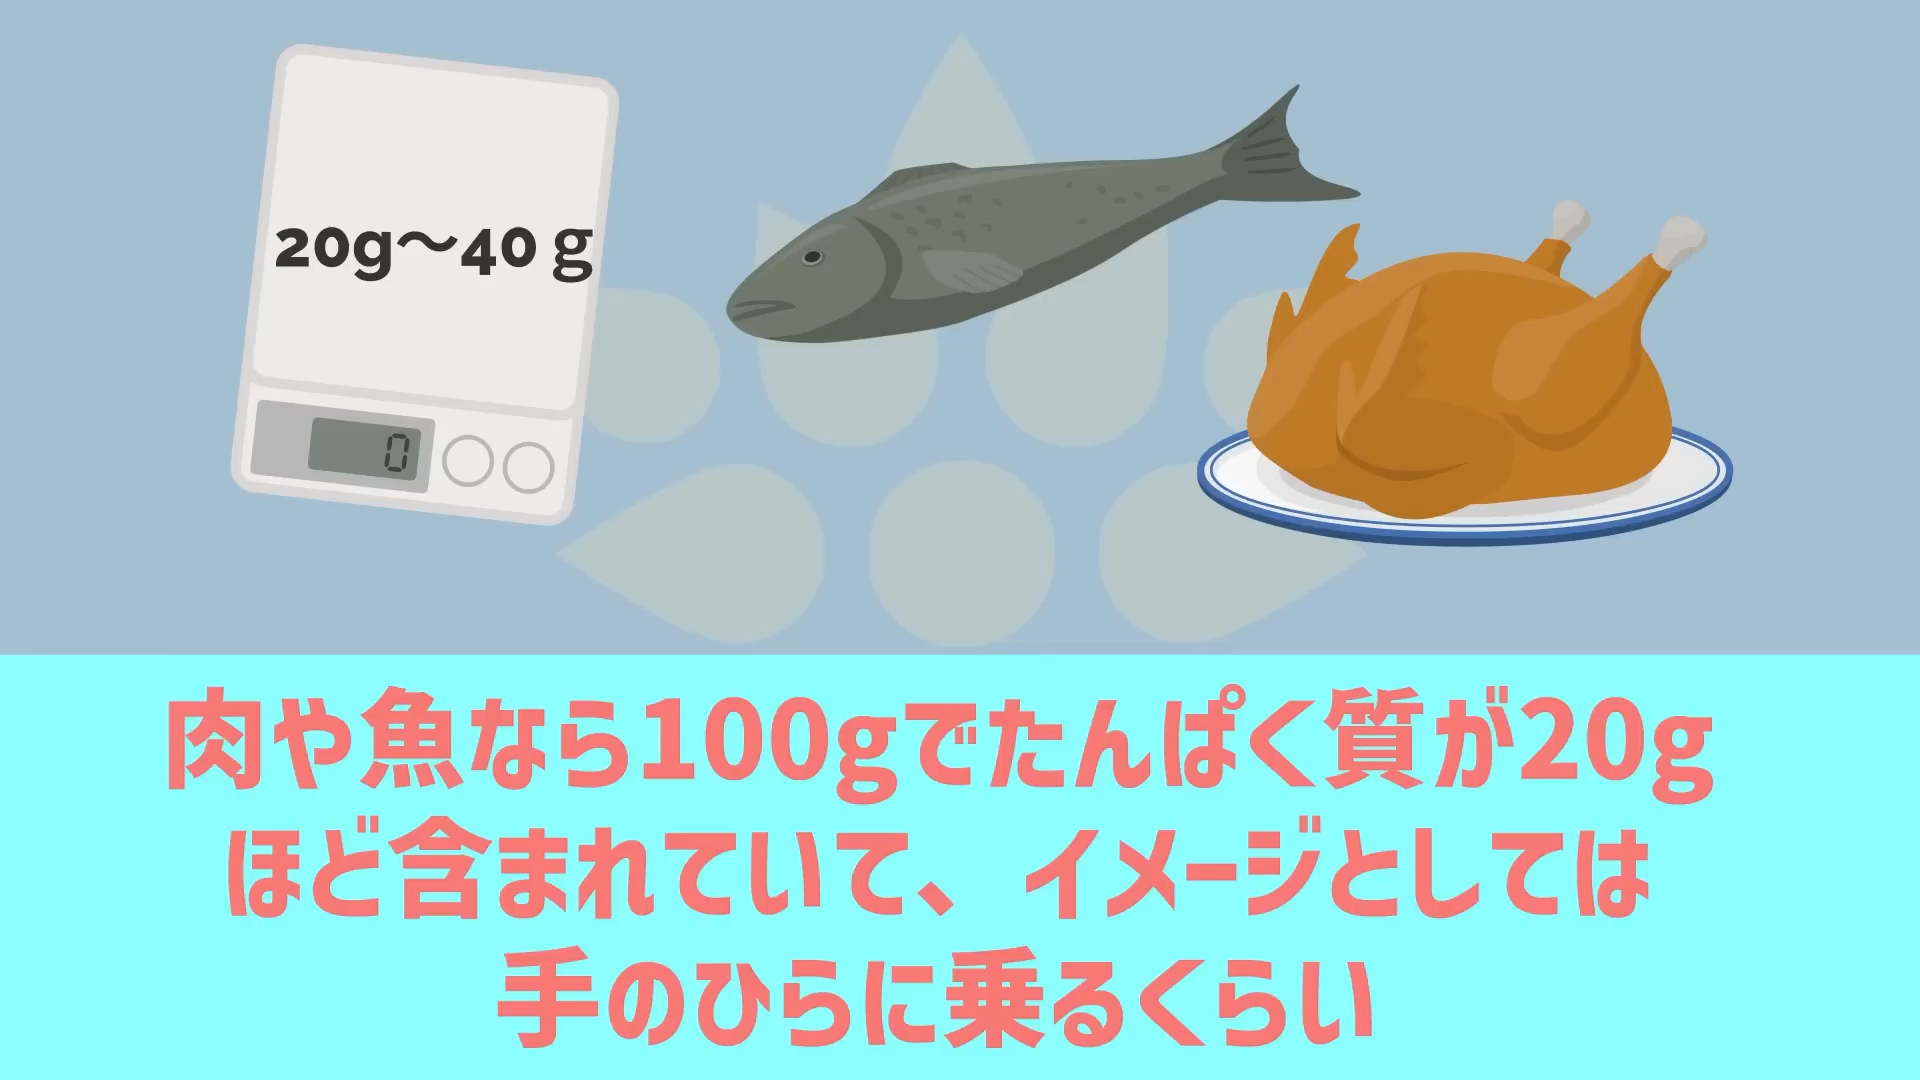 20g〜40ｇ
0
肉や魚なら100gでたんぱく質が20g
ほど含まれていて、イメージとしては
手のひらに乗るくらい